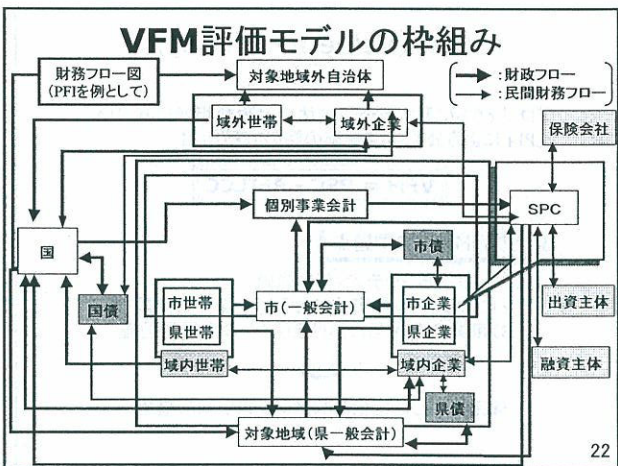 VFM評価モデルの枠組み
財務フロー図
(PFIを例として)
対象地域外自治体
:財政フロー
:民間財務フロー
域外世帯
域外企業
保険会社
個別事業会計
SPC
国
市債
国債
市世帯
県世帯
市(一般会計)
市企業
県企業
出資主体
域内世帯
域内企業
融資主体
県債
対象地域(県一般会計)
22